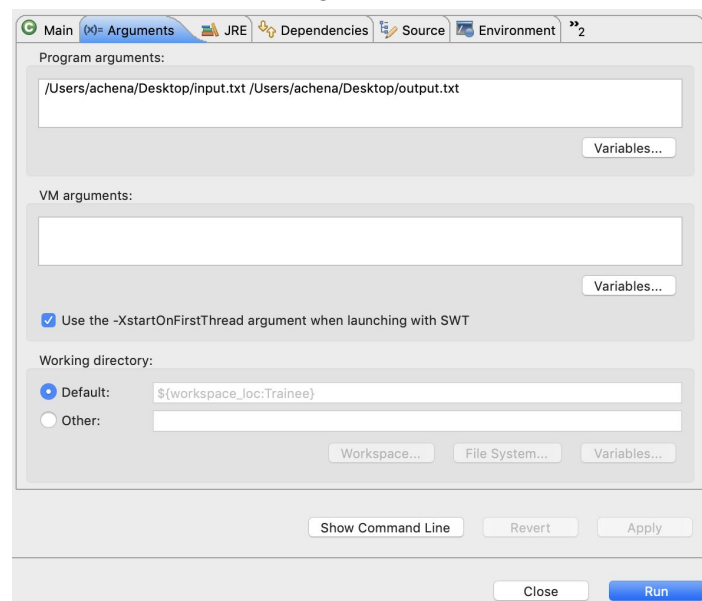 Main (x)= Arguments JRE Dependencies Source Environment »2
Program arguments:
/Users/achena/Desktop/input.txt /Users/achena/Desktop/output.txt
Variables...
VM arguments:
Variables...
Use the -XstartOnFirstThread argument when launching with SWT
Working directory:
Default: ${workspace_loc:Trainee}
Other:
Workspace... File System... Variables...
Show Command Line Revert Apply
Close Run